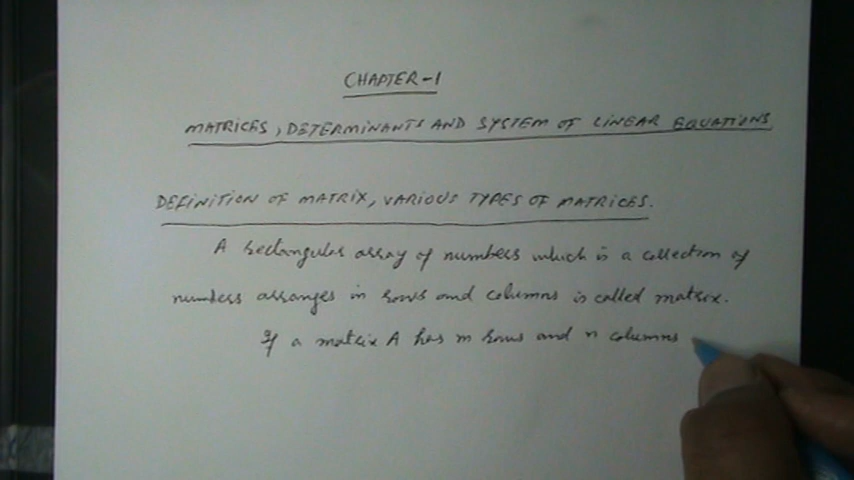 CHAPTER-1
MATRICES, DETERMINANTS AND SYSTEM OF LINEAR EQUATIONS
DEFINITION OF MATRIX, VARIOUS TYPES OF MATRICES.
A rectangular array of numbers which is a collection of
numbers arranges in rows and columns is called matrix.
If a matrix A has m rows and n columns